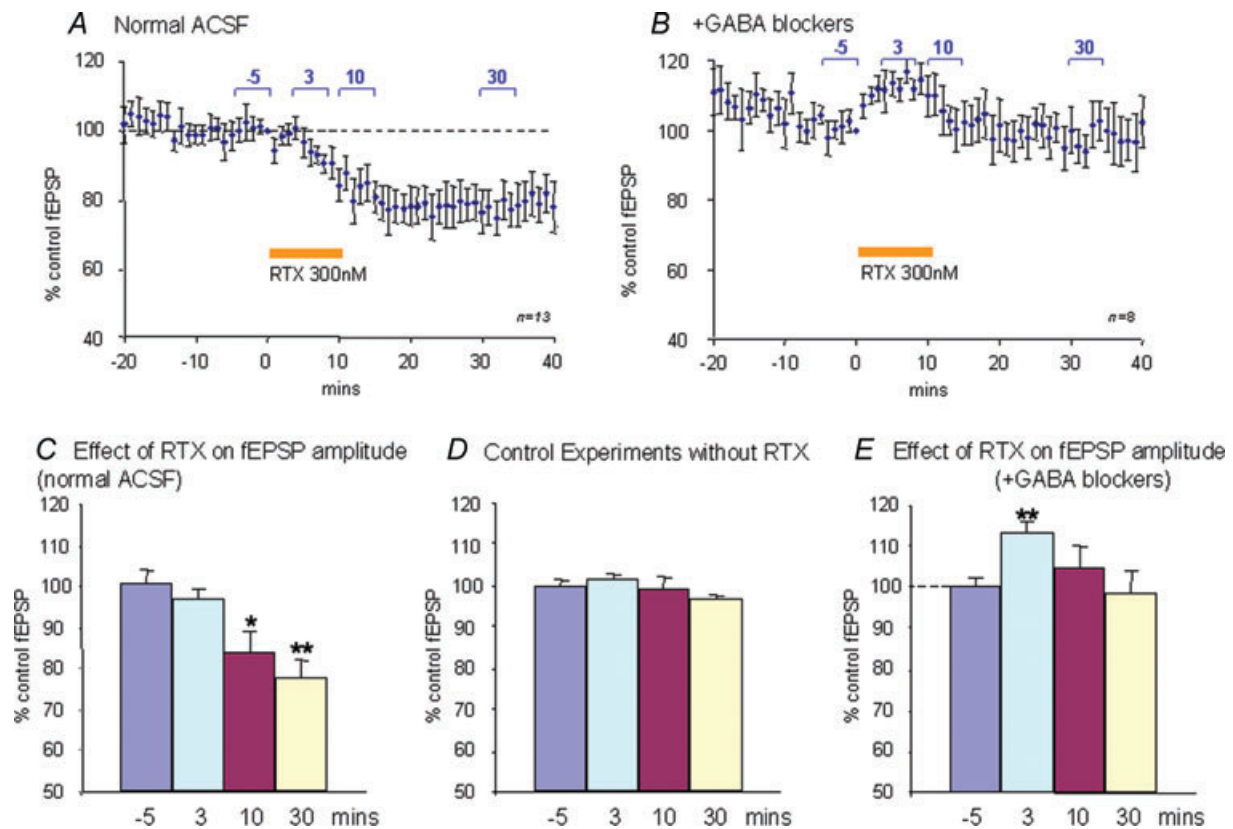 A Normal ACSF
120
100
80
60
40
% control fEPSP
-5 3 10 30
RTX 300nM
n=13
-20 -10 0 10 20 30 40
mins
B +GABA blockers
120
100
80
60
40
% control fEPSP
-5 3 10 30
RTX 300nM
n=8
-20 -10 0 10 20 30 40
mins
C Effect of RTX on fEPSP amplitude
(normal ACSF)
120
110
100
90
80
70
60
50
% control fEPSP
* **
-5 3 10 30 mins
D Control Experiments without RTX
120
110
100
90
80
70
60
50
% control fEPSP
-5 3 10 30 mins
E Effect of RTX on fEPSP amplitude
(+GABA blockers)
120
110
100
90
80
70
60
50
% control fEPSP
**
-5 3 10 30 mins